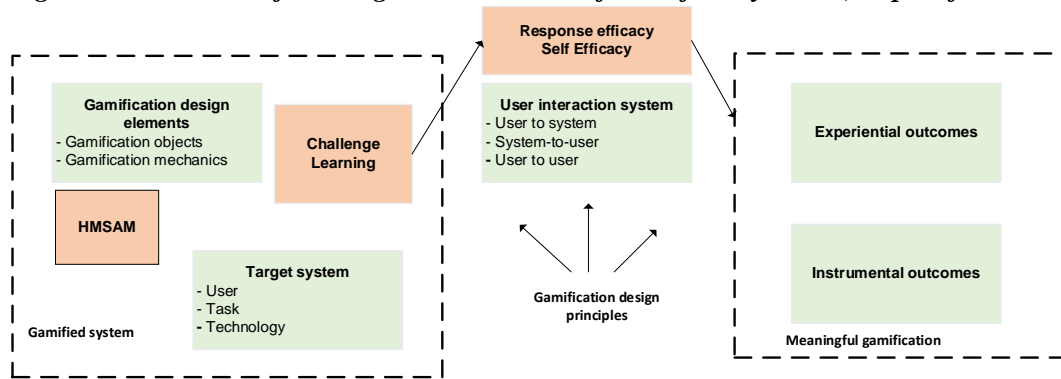 Response efficacy
Self Efficacy
Gamification design
elements
- Gamification objects
- Gamification mechanics
Challenge
Learning
HMSAM
Target system
- User
- Task
- Technology
Gamified system
User interaction system
- User to system
- System-to-user
- User to user
Gamification design
principles
Experiential outcomes
Instrumental outcomes
Meaningful gamification